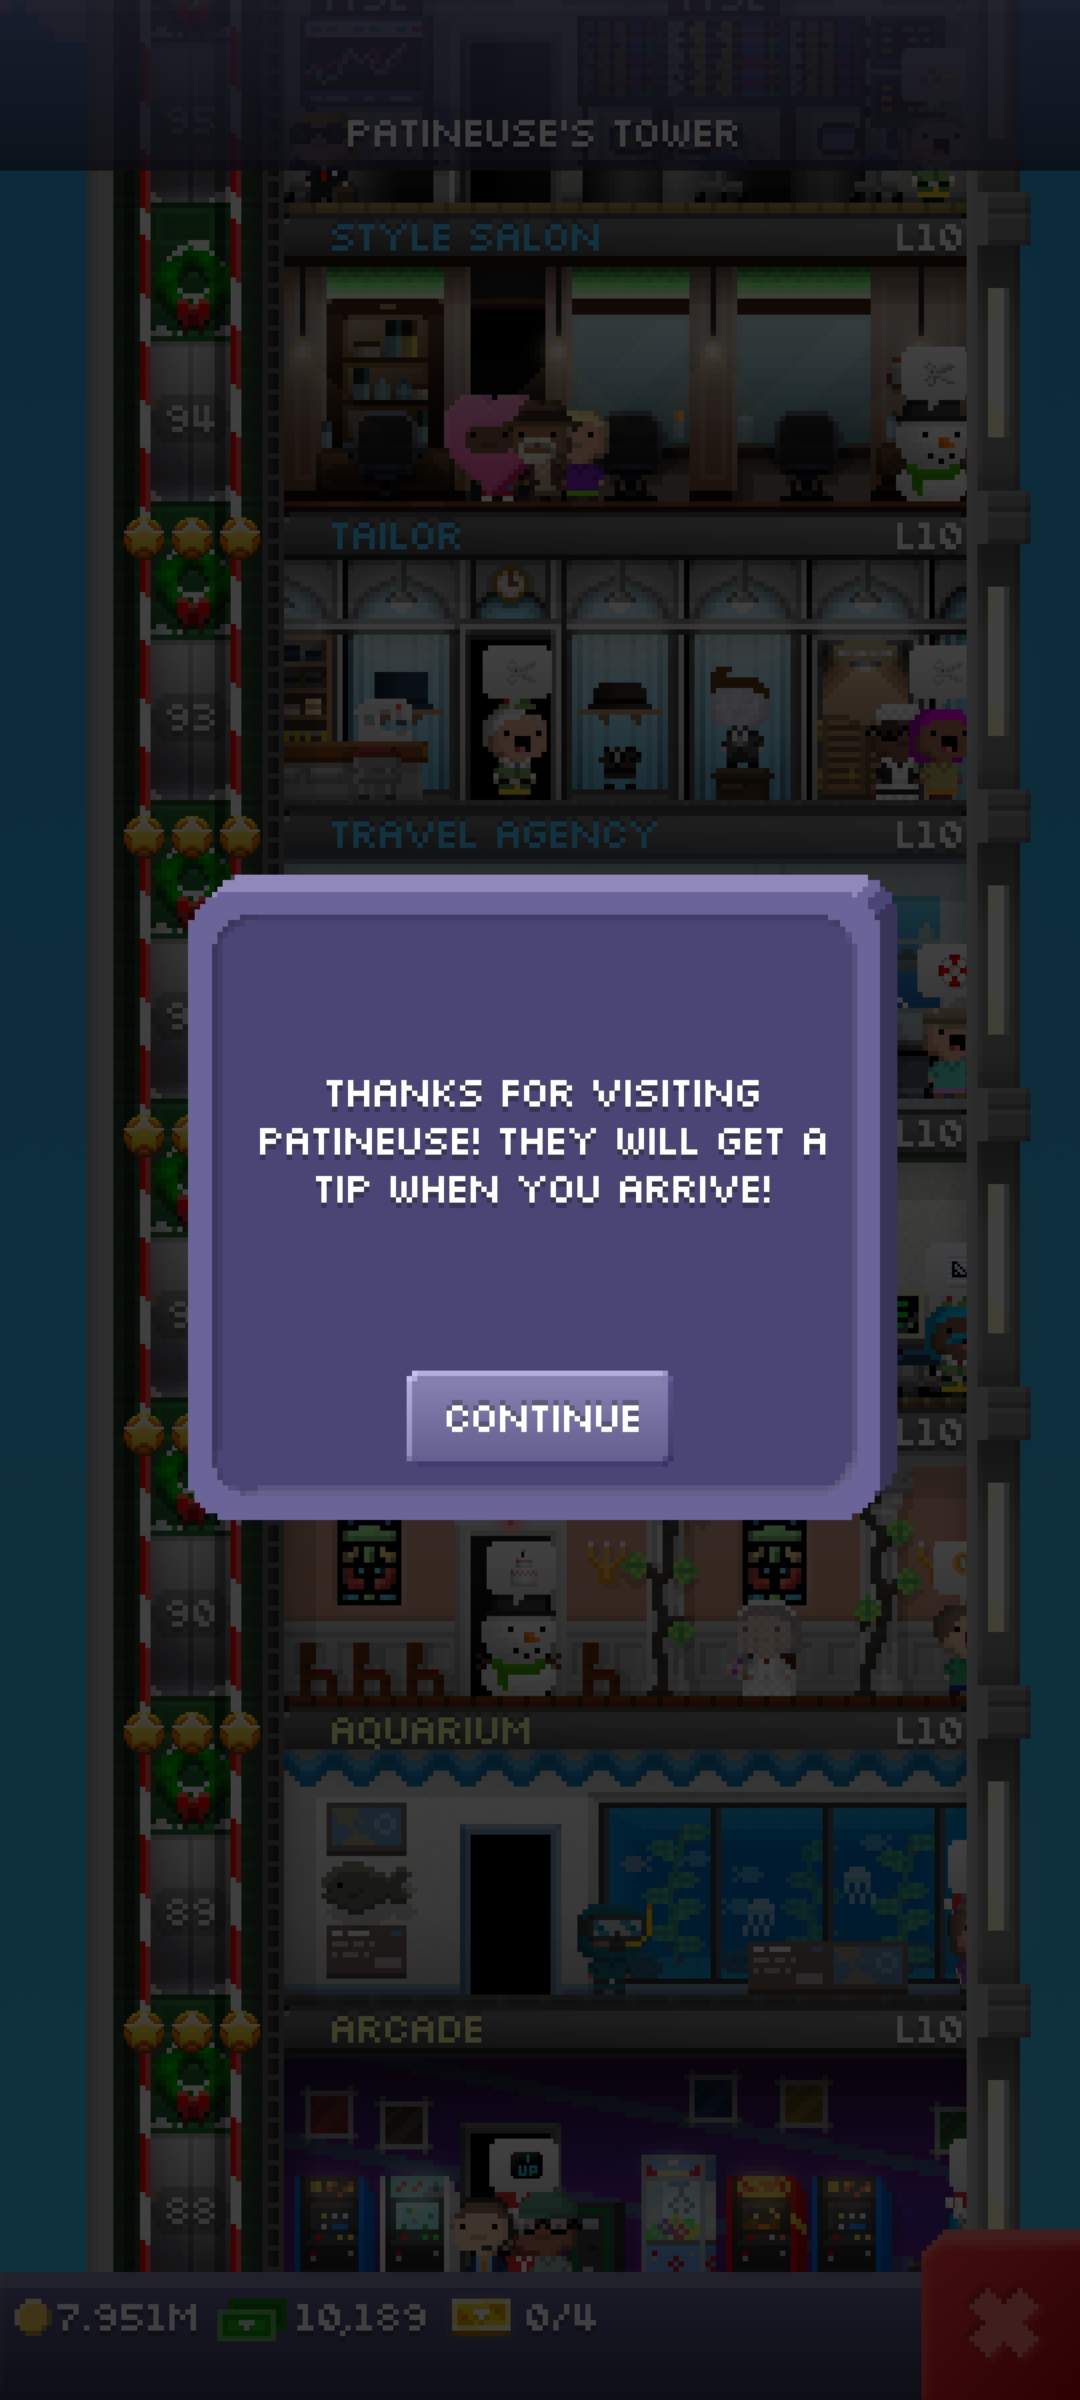 95
PATINEUSE'S TOWER
STYLE SALON L10
94
TAILOR L10
93
TRAVEL AGENCY L10
L10
THANKS FOR VISITING
PATINEUSE! THEY WILL GET A
TIP WHEN YOU ARRIVE!
L10
CONTINUE
90
AQUARIUM L10
89
ARCADE L10
UP
88
7.951M 10,189 0/4